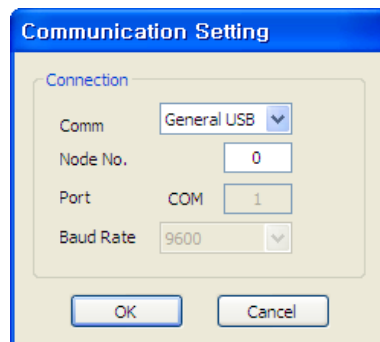 Communication Setting
Connection
Comm General USB
Node No. 0
Port COM 1
Baud Rate 9600
OK Cancel